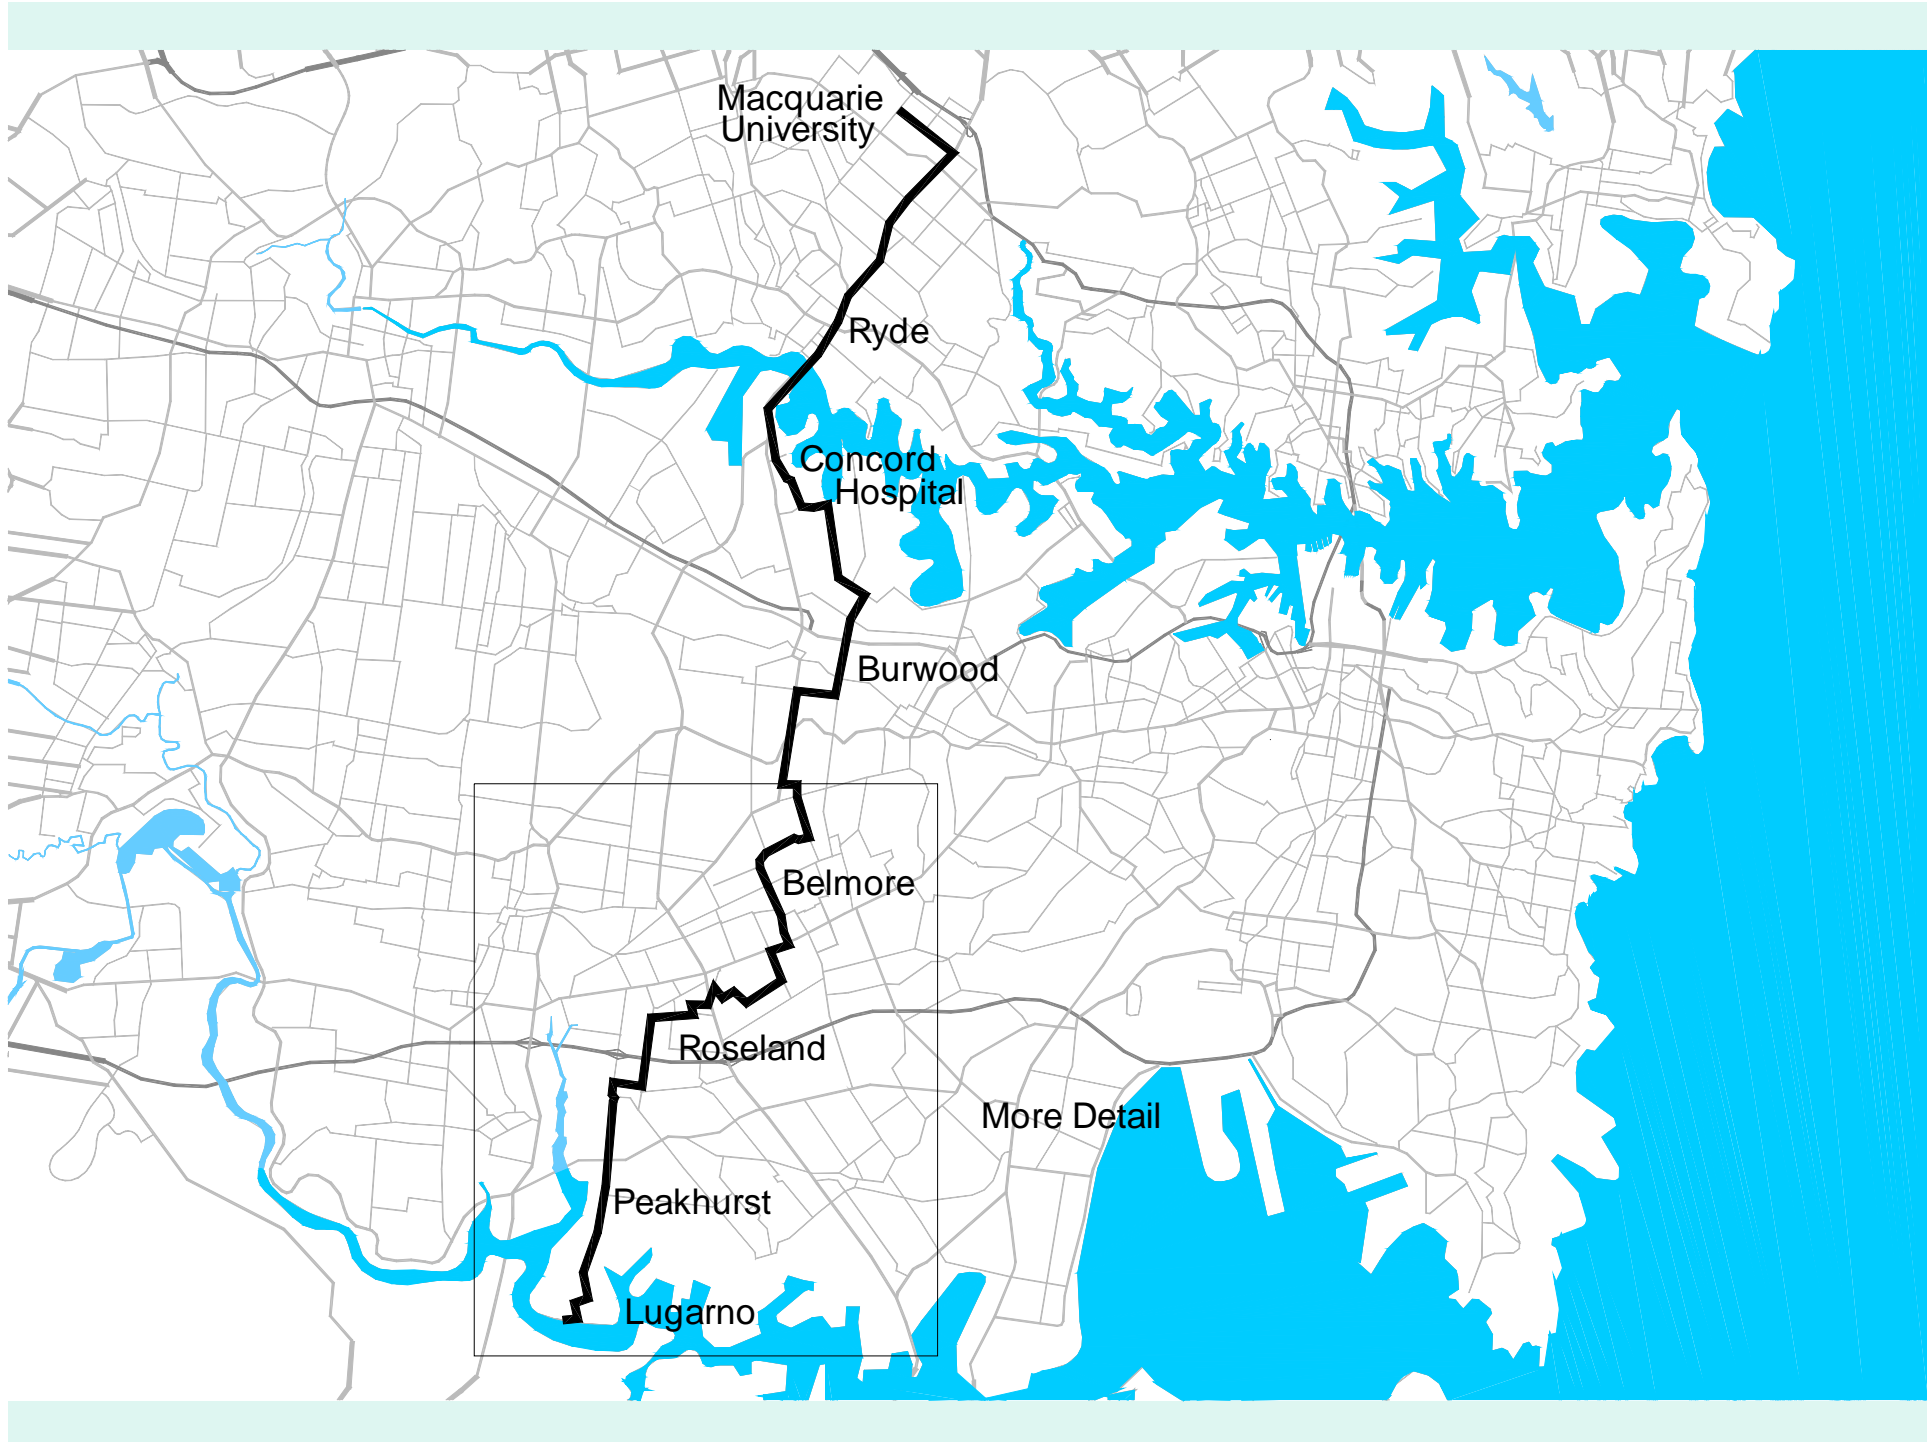 Macquarie
University
Ryde
Concord
Hospital
Burwood
Belmore
Roseland
More Detail
Peakhurst
Lugarno